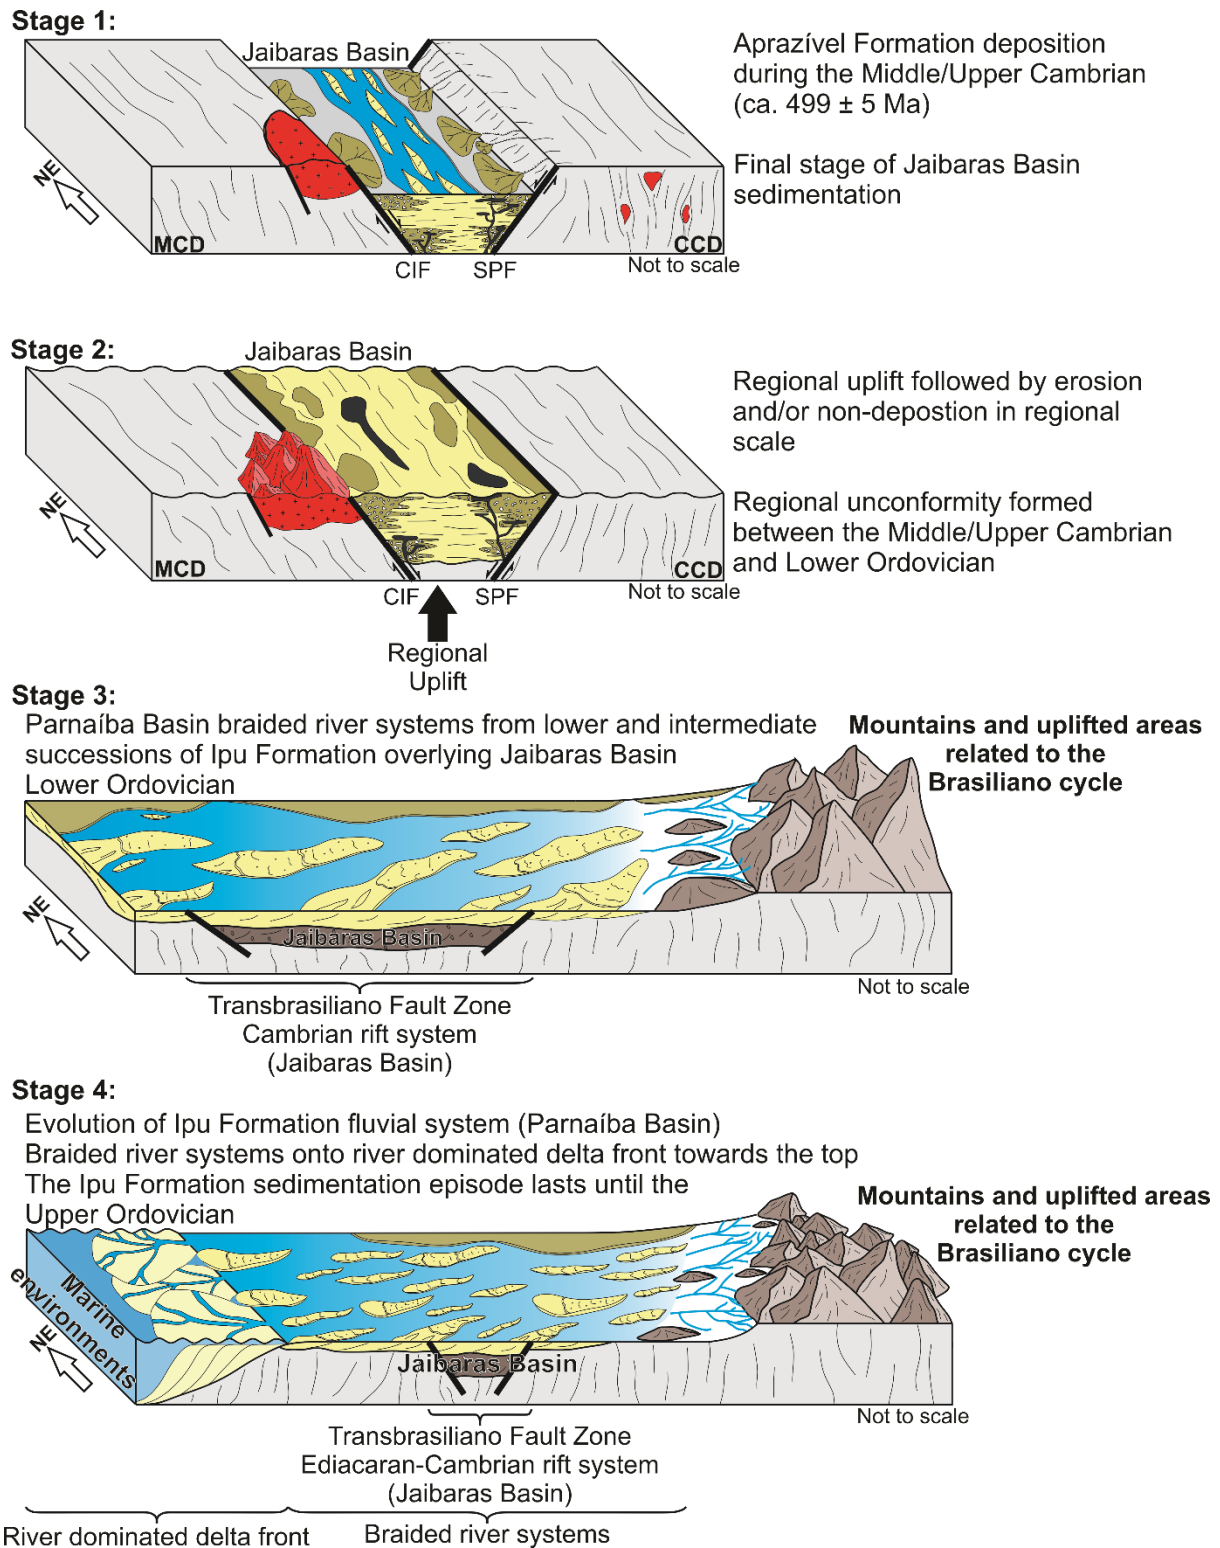 Stage 1:
Jaibaras Basin
Aprazível Formation deposition
during the Middle/Upper Cambrian
(ca. 499 ± 5 Ma)
Final stage of Jaibaras Basin
sedimentation
NE
MCD
CCD
CIF
SPF
Not to scale
Stage 2:
Jaibaras Basin
Regional uplift followed by erosion
and/or non-depostion in regional
scale
Regional unconformity formed
between the Middle/Upper Cambrian
and Lower Ordovician
NE
MCD
CCD
CIF
SPF
Not to scale
Regional
Uplift
Stage 3:
Parnaíba Basin braided river systems from lower and intermediate
successions of Ipu Formation overlying Jaibaras Basin
Lower Ordovician
Mountains and uplifted areas
related to the
Brasiliano cycle
NE
Jaibaras Basin
Not to scale
Transbrasiliano Fault Zone
Cambrian rift system
(Jaibaras Basin)
Stage 4:
Evolution of Ipu Formation fluvial system (Parnaíba Basin)
Braided river systems onto river dominated delta front towards the top
The Ipu Formation sedimentation episode lasts until the
Upper Ordovician
Mountains and uplifted areas
related to the
Brasiliano cycle
Marine
environments
NE
Jaibaras Basin
Not to scale
Transbrasiliano Fault Zone
Ediacaran-Cambrian rift system
(Jaibaras Basin)
River dominated delta front
Braided river systems